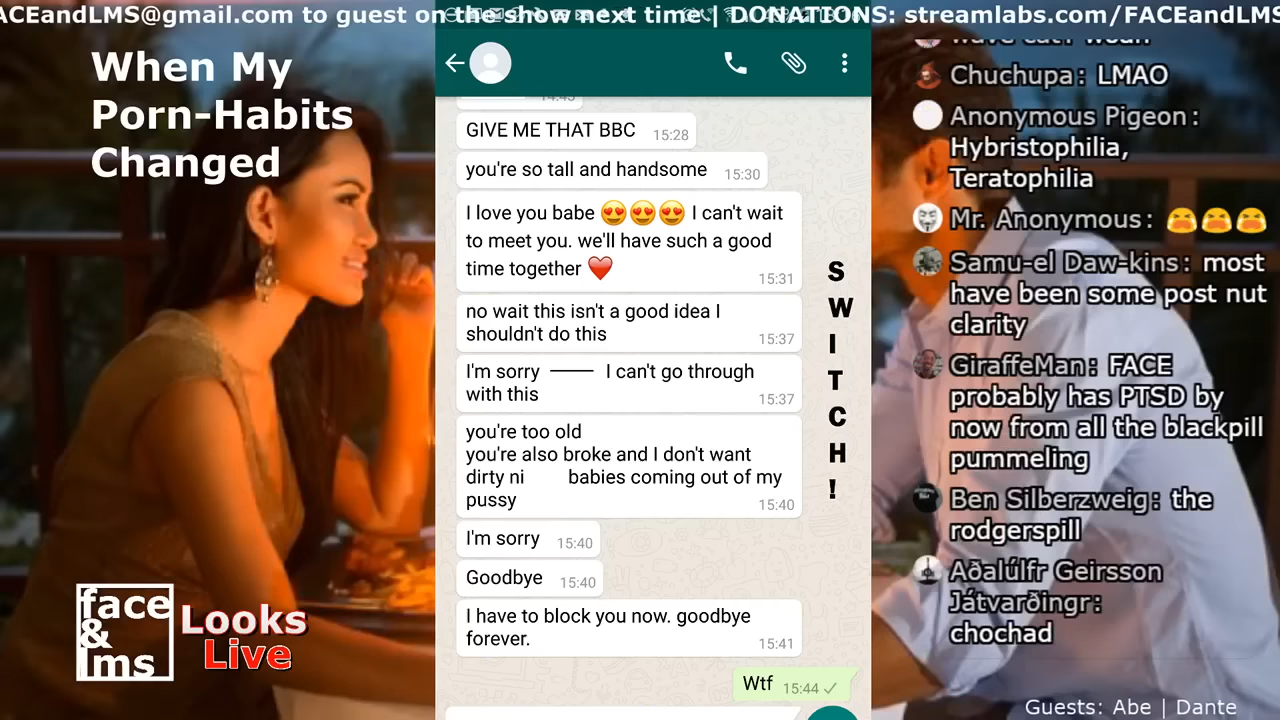 ACEandLMS@gmail.com to guest on the show next time | DONATIONS: streamlabs.com/FACEandLMS
When My
Porn-Habits
Changed
14:45
GIVE ME THAT BBC 15:28
you're so tall and handsome 15:30
I love you babe 😍😍😍 I can't wait
to meet you. we'll have such a good
time together ❤️ 15:31
no wait this isn't a good idea I
shouldn't do this 15:37
I'm sorry —— I can't go through
with this 15:37
you're too old
you're also broke and I don't want
dirty ni babies coming out of my
pussy 15:40
I'm sorry 15:40
Goodbye 15:40
I have to block you now. goodbye
forever. 15:41
Wtf 15:44
S
W
I
T
C
H
!
Chuchupa: LMAO
Anonymous Pigeon:
Hybristophilia,
Teratophilia
Mr. Anonymous: 😫😫😫
Samu-el Daw-kins: most
have been some post nut
clarity
GiraffeMan: FACE
probably has PTSD by
now from all the blackpill
pummeling
Ben Silberzweig: the
rodgerspill
Aðalúlfr Geirsson
Játvarðingr:
chochad
face
&
lms
Looks
Live
Guests: Abe | Dante